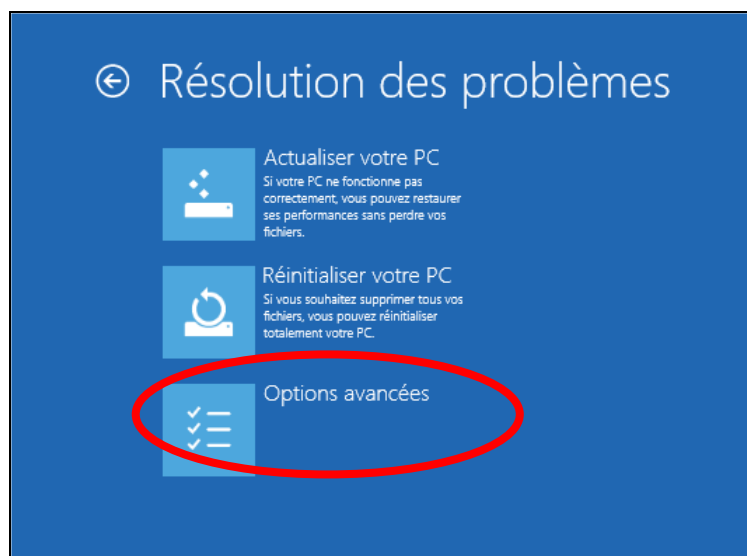 Résolution des problèmes
Actualiser votre PC
Si votre PC ne fonctionne pas
correctement, vous pouvez restaurer
ses performances sans perdre vos
fichiers.
Réinitialiser votre PC
Si vous souhaitez supprimer tous vos
fichiers, vous pouvez réinitialiser
totalement votre PC.
Options avancées